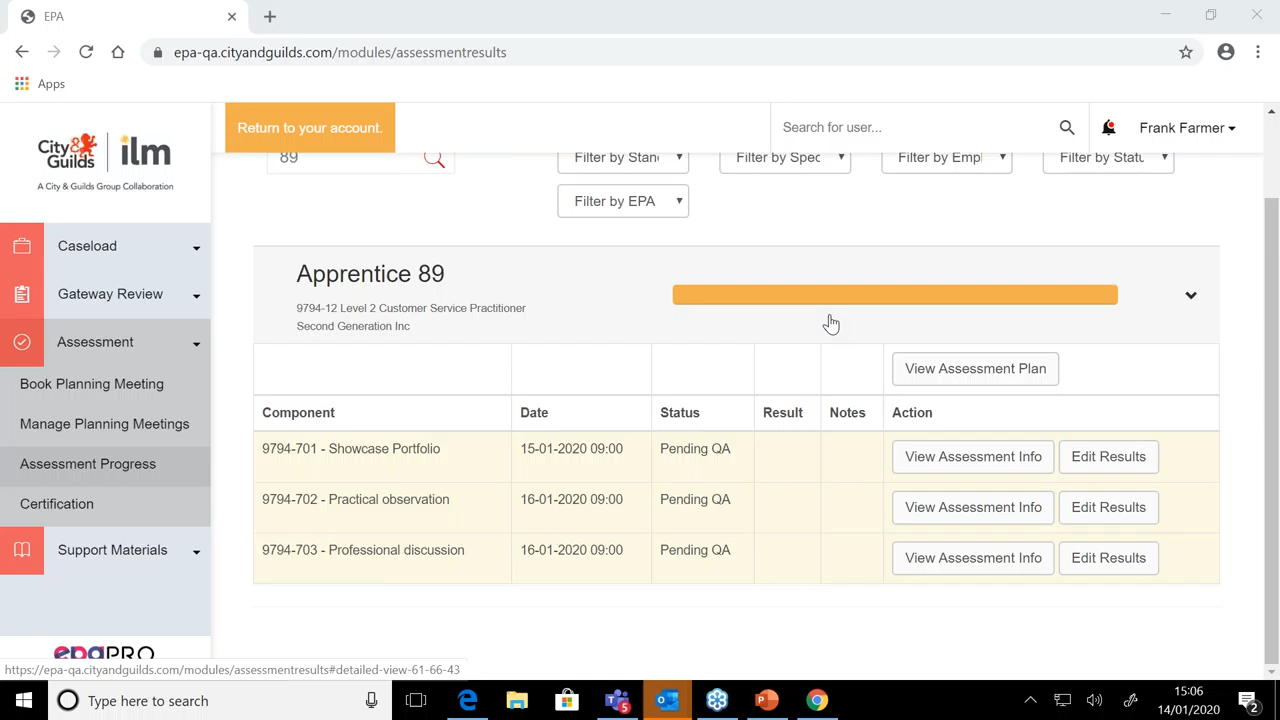 EPA
epa-qa.cityandguilds.com/modules/assessmentresults
Apps
City & Guilds ilm
A City & Guilds Group Collaboration
Return to your account.
Search for user...
Frank Farmer
89
Filter by Stand
Filter by Spec
Filter by Empl
Filter by Statu
Filter by EPA
Caseload
Gateway Review
Assessment
Book Planning Meeting
Manage Planning Meetings
Assessment Progress
Certification
Support Materials
epaPRO
Apprentice 89
9794-12 Level 2 Customer Service Practitioner
Second Generation Inc
View Assessment Plan
Component Date Status Result Notes Action
9794-701 - Showcase Portfolio 15-01-2020 09:00 Pending QA View Assessment Info Edit Results
9794-702 - Practical observation 16-01-2020 09:00 Pending QA View Assessment Info Edit Results
9794-703 - Professional discussion 16-01-2020 09:00 Pending QA View Assessment Info Edit Results
https://epa-qa.cityandguilds.com/modules/assessmentresults#detailed-view-61-66-43
Type here to search
5
15:06
14/01/2020
2